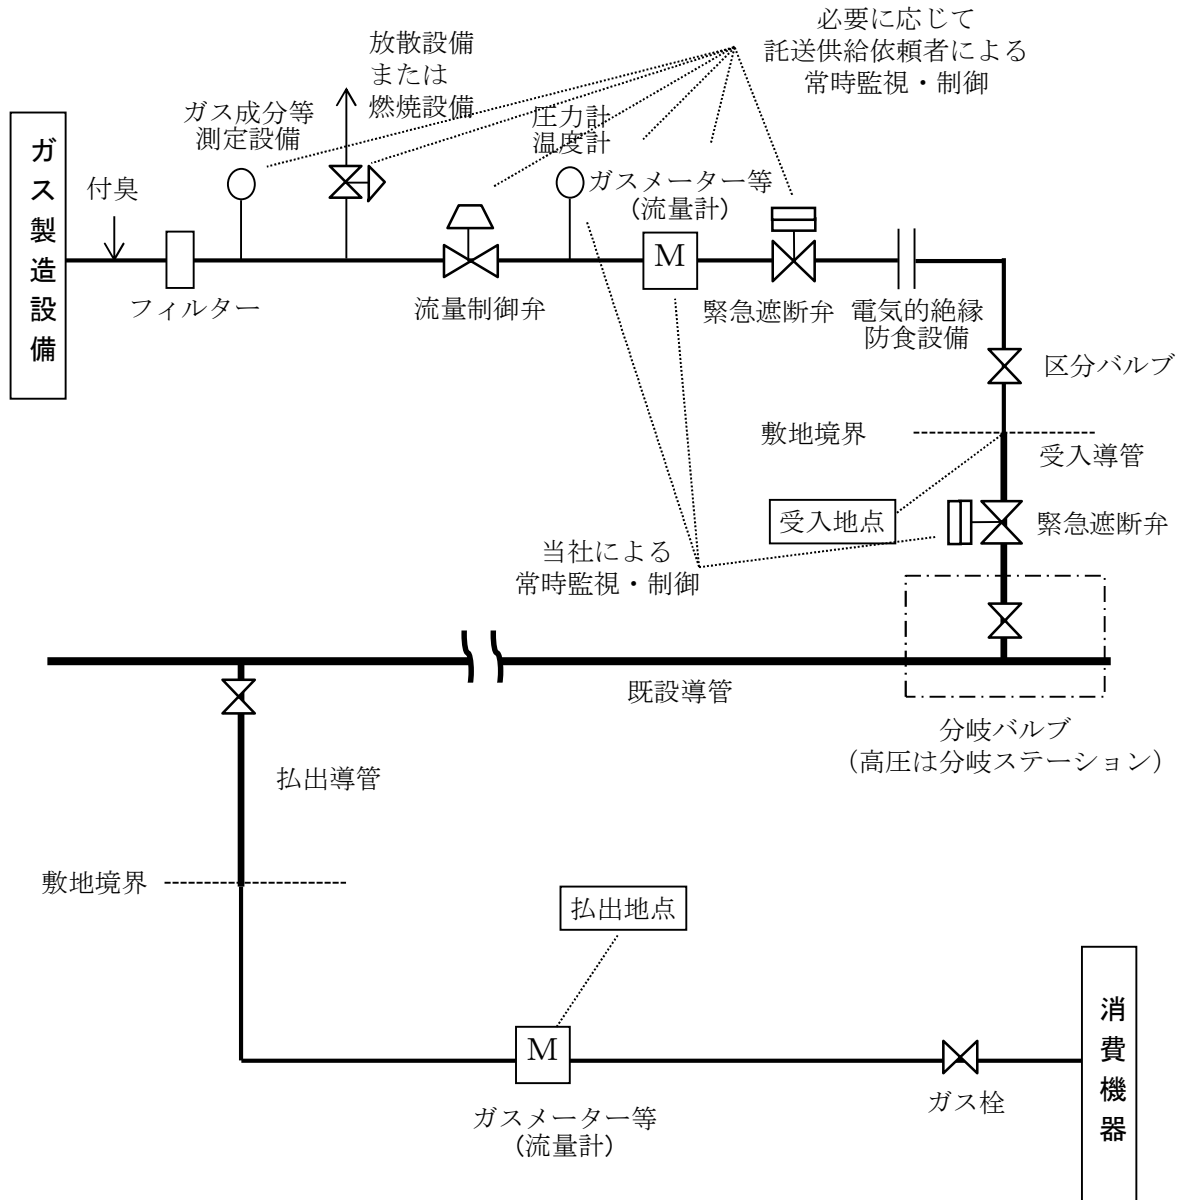 必要に応じて
託送供給依頼者による
常時監視・制御
放散設備
または
燃焼設備
ガス成分等
測定設備
圧力計
温度計
ガスメーター等
(流量計)
付臭
ガス製造設備
M
フィルター
流量制御弁
緊急遮断弁
電気的絶縁
防食設備
区分バルブ
敷地境界
受入導管
受入地点
緊急遮断弁
当社による
常時監視・制御
既設導管
分岐バルブ
（高圧は分岐ステーション）
払出導管
敷地境界
払出地点
M
ガスメーター等
(流量計)
ガス栓
消費機器